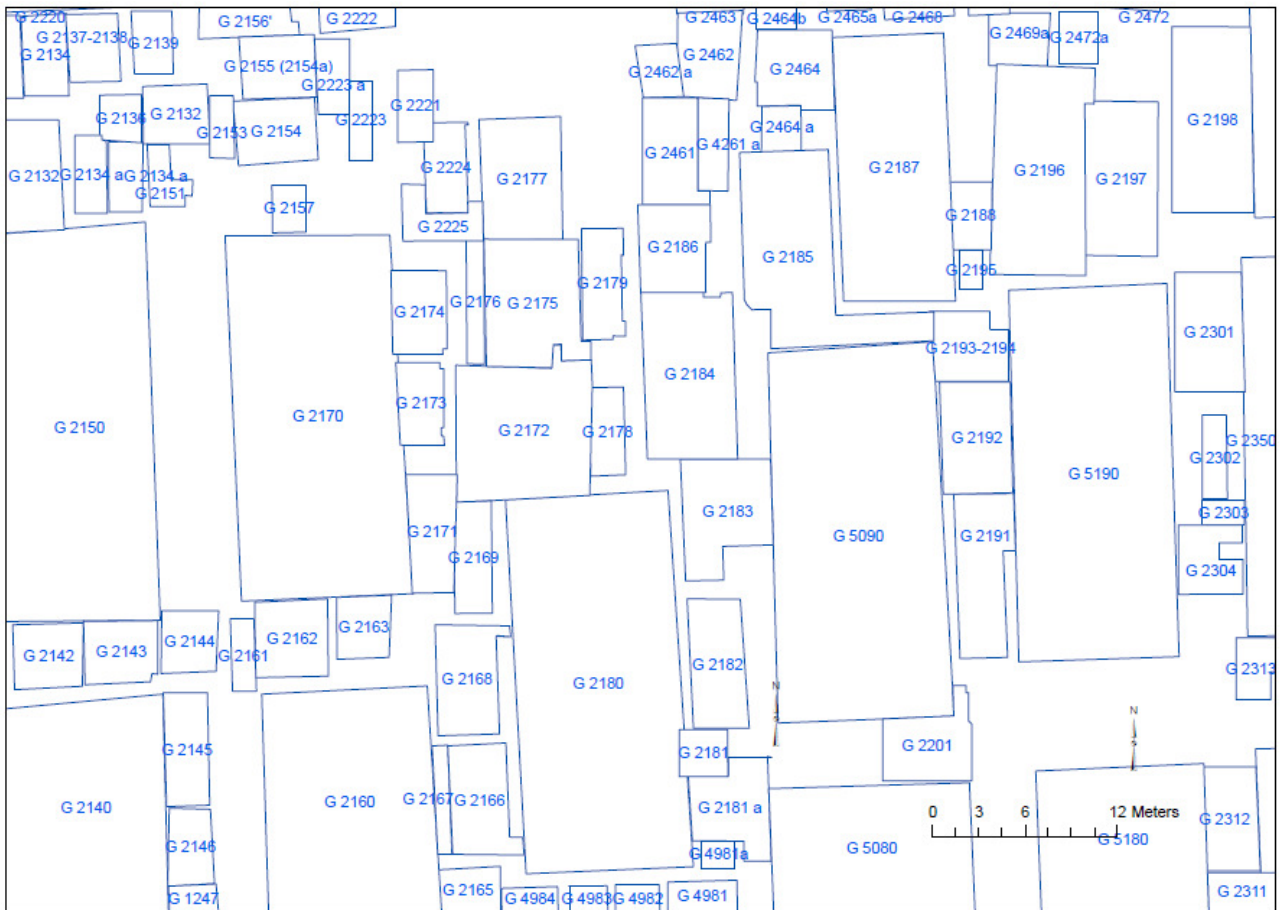 G 2220
G 2156'
G 2222
G 2463
G 2464b
G 2465a
G 2468
G 2472
G 2137-2138
G 2139
G 2134
G 2469a
G 2472a
G 2155 (2154a)
G 2462
G 2462 a
G 2464
G 2223 a
G 2221
G 2136
G 2132
G 2223
G 2153
G 2154
G 2464 a
G 2198
G 2461
G 4261 a
G 2224
G 2187
G 2196
G 2197
G 2132
G 2134 a
G 2134 a
G 2177
G 2151
G 2157
G 2188
G 2225
G 2186
G 2185
G 2179
G 2195
G 2176
G 2175
G 2174
G 2301
G 2193-2194
G 2184
G 2173
G 2170
G 2150
G 2172
G 2178
G 2192
G 2350
G 2302
G 5190
G 2183
G 2303
G 2171
G 5090
G 2191
G 2169
G 2304
G 2163
G 2162
G 2144
G 2143
G 2142
G 2161
G 2182
G 2313
G 2168
G 2180
N
S
N
S
G 2201
G 2145
G 2181
G 2140
G 2160
G 2167
G 2166
G 2181 a
0 3 6 12 Meters
G 2312
G 5180
G 2146
G 5080
G 4981a
G 2165
G 2311
G 1247
G 4984
G 4983
G 4982
G 4981